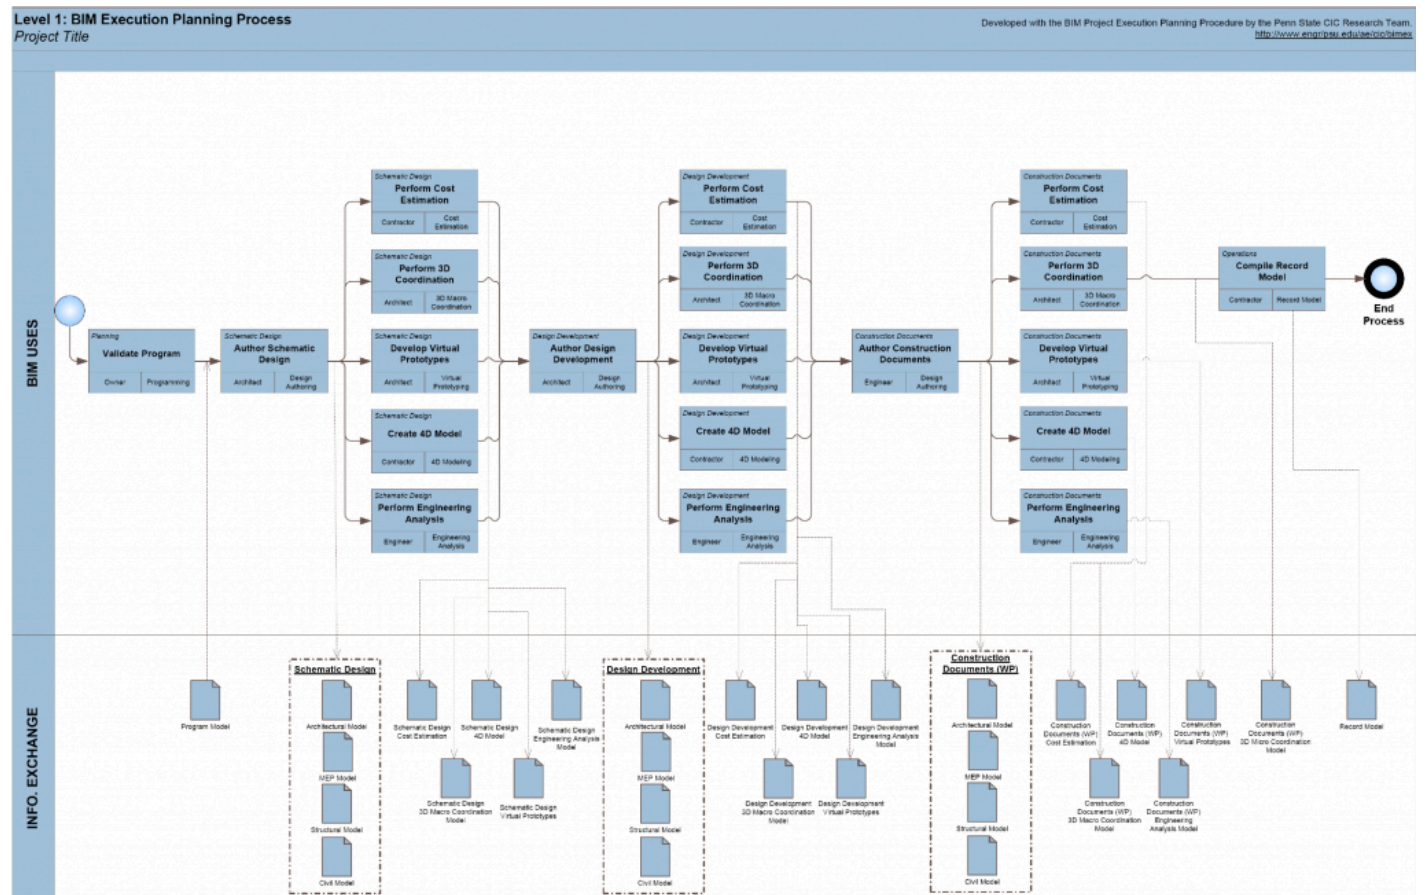 Level 1: BIM Execution Planning Process
Project Title
Developed with the BIM Project Execution Planning Procedure by the Penn State CIC Research Team.
http://www.engr/psu.edu/ae/cic/bimex
BIM USES
Planning
Validate Program
Owner
Programming
Schematic Design
Author Schematic
Design
Architect
Design
Authoring
Schematic Design
Perform Cost
Estimation
Contractor
Cost
Estimation
Schematic Design
Perform 3D
Coordination
Architect
3D Macro
Coordination
Schematic Design
Develop Virtual
Prototypes
Architect
Virtual
Prototyping
Schematic Design
Create 4D Model
Contractor
4D Modeling
Schematic Design
Perform Engineering
Analysis
Engineer
Engineering
Analysis
Design Development
Author Design
Development
Architect
Design
Authoring
Design Development
Perform Cost
Estimation
Contractor
Cost
Estimation
Design Development
Perform 3D
Coordination
Architect
3D Macro
Coordination
Design Development
Develop Virtual
Prototypes
Architect
Virtual
Prototyping
Design Development
Create 4D Model
Contractor
4D Modeling
Design Development
Perform Engineering
Analysis
Engineer
Engineering
Analysis
Construction Documents
Author Construction
Documents
Engineer
Design
Authoring
Construction Documents
Perform Cost
Estimation
Contractor
Cost
Estimation
Construction Documents
Perform 3D
Coordination
Architect
3D Macro
Coordination
Construction Documents
Develop Virtual
Prototypes
Architect
Virtual
Prototyping
Construction Documents
Create 4D Model
Contractor
4D Modeling
Construction Documents
Perform Engineering
Analysis
Engineer
Engineering
Analysis
Operations
Compile Record
Model
Contractor
Record Model
End
Process
INFO. EXCHANGE
Program Model
Schematic Design
Architectural Model
MEP Model
Structural Model
Civil Model
Schematic Design
Cost Estimation
Schematic Design
4D Model
Schematic Design
Engineering Analysis
Model
Schematic Design
3D Macro Coordination
Model
Schematic Design
Virtual Prototypes
Design Development
Architectural Model
MEP Model
Structural Model
Civil Model
Design Development
Cost Estimation
Design Development
4D Model
Design Development
Engineering Analysis
Model
Design Development
3D Macro Coordination
Model
Design Development
Virtual Prototypes
Construction
Documents (WP)
Architectural Model
MEP Model
Structural Model
Civil Model
Construction
Documents (WP)
Cost Estimation
Construction
Documents (WP)
4D Model
Construction
Documents (WP)
Virtual Prototypes
Construction
Documents (WP)
3D Micro Coordination
Model
Record Model
Construction
Documents (WP)
3D Macro Coordination
Model
Construction
Documents (WP)
Engineering
Analysis Model